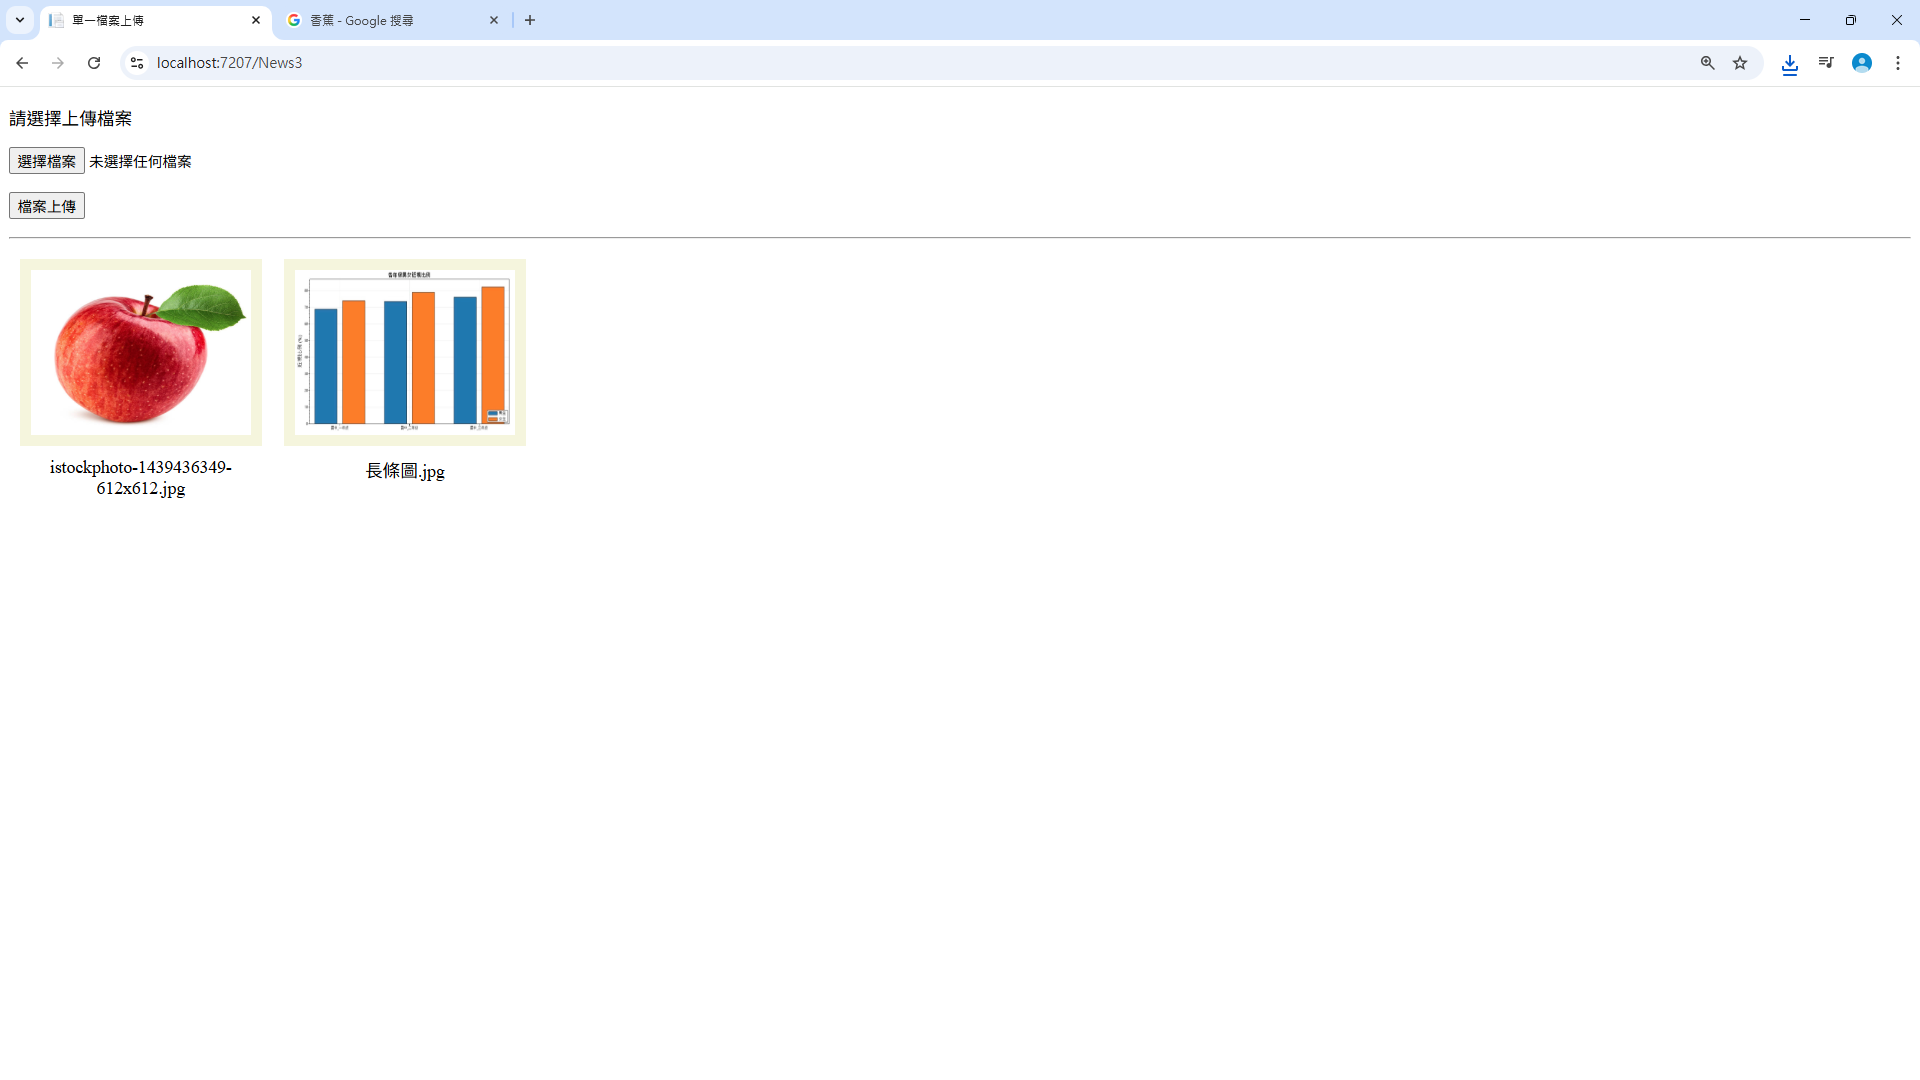 單一檔案上傳
香蕉 - Google 搜尋
localhost:7207/News3
請選擇上傳檔案
選擇檔案 未選擇任何檔案
檔案上傳
istockphoto-1439436349-
612x612.jpg
長條圖.jpg